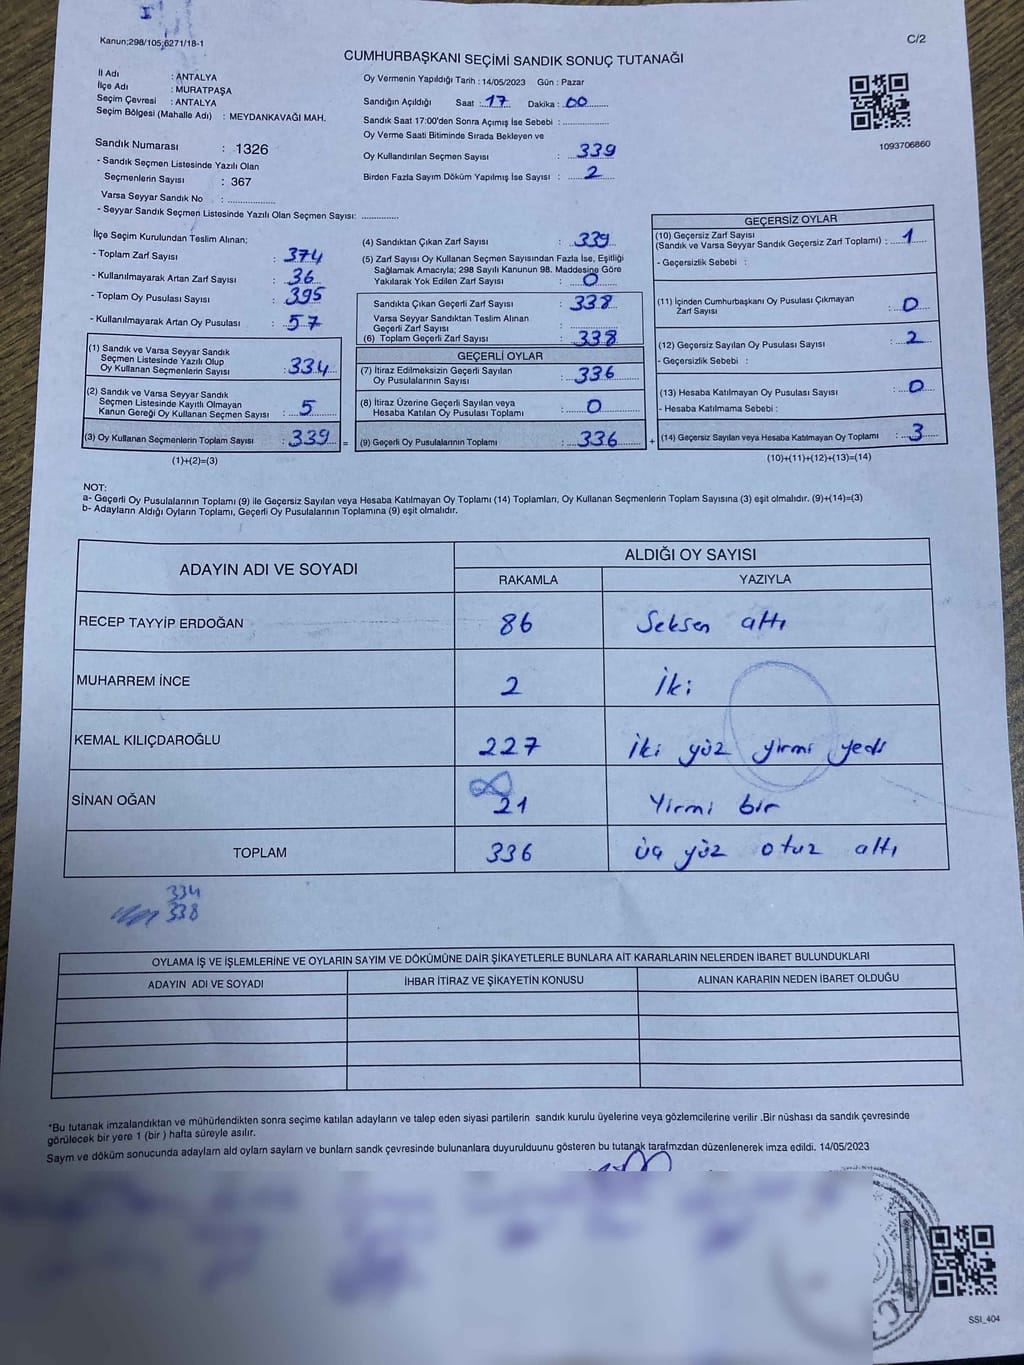 Kanun;298/105;6271/18-1
C/2
CUMHURBAŞKANI SEÇİMİ SANDIK SONUÇ TUTANAĞI
İl Adı : ANTALYA
İlçe Adı : MURATPAŞA
Seçim Çevresi : ANTALYA
Seçim Bölgesi (Mahalle Adı) : MEYDANKAVAĞI MAH.
Oy Vermenin Yapıldığı Tarih : 14/05/2023 Gün : Pazar
Sandığın Açıldığı Saat : 17 Dakika : 00
Sandık Saat 17:00'den Sonra Açımış İse Sebebi : ..............
Oy Verme Saati Bitiminde Sırada Bekleyen ve
Oy Kullandırılan Seçmen Sayısı : 339
Birden Fazla Sayım Döküm Yapılmış İse Sayısı : 2
1093706860
Sandık Numarası : 1326
- Sandık Seçmen Listesinde Yazılı Olan
Seçmenlerin Sayısı : 367
Varsa Seyyar Sandık No : ..............
- Seyyar Sandık Seçmen Listesinde Yazılı Olan Seçmen Sayısı: ..............
İlçe Seçim Kurulundan Teslim Alınan;
- Toplam Zarf Sayısı : 374
- Kullanılmayarak Artan Zarf Sayısı : 36
- Toplam Oy Pusulası Sayısı : 395
- Kullanılmayarak Artan Oy Pusulası : 57
(1) Sandık ve Varsa Seyyar Sandık
Seçmen Listesinde Yazılı Olup
Oy Kullanan Seçmenlerin Sayısı : 334
(2) Sandık ve Varsa Seyyar Sandık
Seçmen Listesinde Kayıtlı Olmayan
Kanun Gereği Oy Kullanan Seçmen Sayısı : 5
(3) Oy Kullanan Seçmenlerin Toplam Sayısı : 339 =
(1)+(2)=(3)
(4) Sandıktan Çıkan Zarf Sayısı : 339
(5) Zarf Sayısı Oy Kullanan Seçmen Sayısından Fazla İse, Eşitliği
Sağlamak Amacıyla; 298 Sayılı Kanunun 98. Maddesine Göre
Yakılarak Yok Edilen Zarf Sayısı : 0
Sandıkta Çıkan Geçerli Zarf Sayısı : 338
Varsa Seyyar Sandıktan Teslim Alınan
Geçerli Zarf Sayısı : ..............
(6) Toplam Geçerli Zarf Sayısı : 338
GEÇERLİ OYLAR
(7) İtiraz Edilmeksizin Geçerli Sayılan
Oy Pusulalarının Sayısı : 336
(8) İtiraz Üzerine Geçerli Sayılan veya
Hesaba Katılan Oy Pusulası Toplamı : 0
(9) Geçerli Oy Pusulalarının Toplamı : 336 +
GEÇERSİZ OYLAR
(10) Geçersiz Zarf Sayısı
(Sandık ve Varsa Seyyar Sandık Geçersiz Zarf Toplamı) : 1
- Geçersizlik Sebebi :
(11) İçinden Cumhurbaşkanı Oy Pusulası Çıkmayan
Zarf Sayısı : 0
(12) Geçersiz Sayılan Oy Pusulası Sayısı : 2
- Geçersizlik Sebebi :
(13) Hesaba Katılmayan Oy Pusulası Sayısı : 0
- Hesaba Katılmama Sebebi :
(14) Geçersiz Sayılan veya Hesaba Katılmayan Oy Toplamı : 3
(10)+(11)+(12)+(13)=(14)
NOT:
a- Geçerli Oy Pusulalarının Toplamı (9) ile Geçersiz Sayılan veya Hesaba Katılmayan Oy Toplamı (14) Toplamları, Oy Kullanan Seçmenlerin Toplam Sayısına (3) eşit olmalıdır. (9)+(14)=(3)
b- Adayların Aldığı Oyların Toplamı, Geçerli Oy Pusulalarının Toplamına (9) eşit olmalıdır.
ADAYIN ADI VE SOYADI ALDIĞI OY SAYISI
RAKAMLA YAZIYLA
RECEP TAYYİP ERDOĞAN 86 Seksen altı
MUHARREM İNCE 2 İki
KEMAL KILIÇDAROĞLU 227 İki yüz yirmi yedi
SİNAN OĞAN 21 Yirmi bir
TOPLAM 336 üç yüz otuz altı
334
338
OYLAMA İŞ VE İŞLEMLERİNE VE OYLARIN SAYIM VE DÖKÜMÜNE DAİR ŞİKAYETLERLE BUNLARA AİT KARARLARIN NELERDEN İBARET BULUNDUKLARI
ADAYIN ADI VE SOYADI İHBAR İTİRAZ VE ŞİKAYETİN KONUSU ALINAN KARARIN NEDEN İBARET OLDUĞU
*Bu tutanak imzalandıktan ve mühürlendikten sonra seçime katılan adayların ve talep eden siyasi partilerin sandık kurulu üyelerine veya gözlemcilerine verilir .Bir nüshası da sandık çevresinde
görülecek bir yere 1 (bir ) hafta süreyle asılır.
Saym ve döküm sonucunda adaylarn ald oylarn saylarn ve bunlarn sandk çevresinde bulunanlara duyurulduunu gösteren bu tutanak tarafmzdan düzenlenerek imza edildi. 14/05/2023
SSI_404